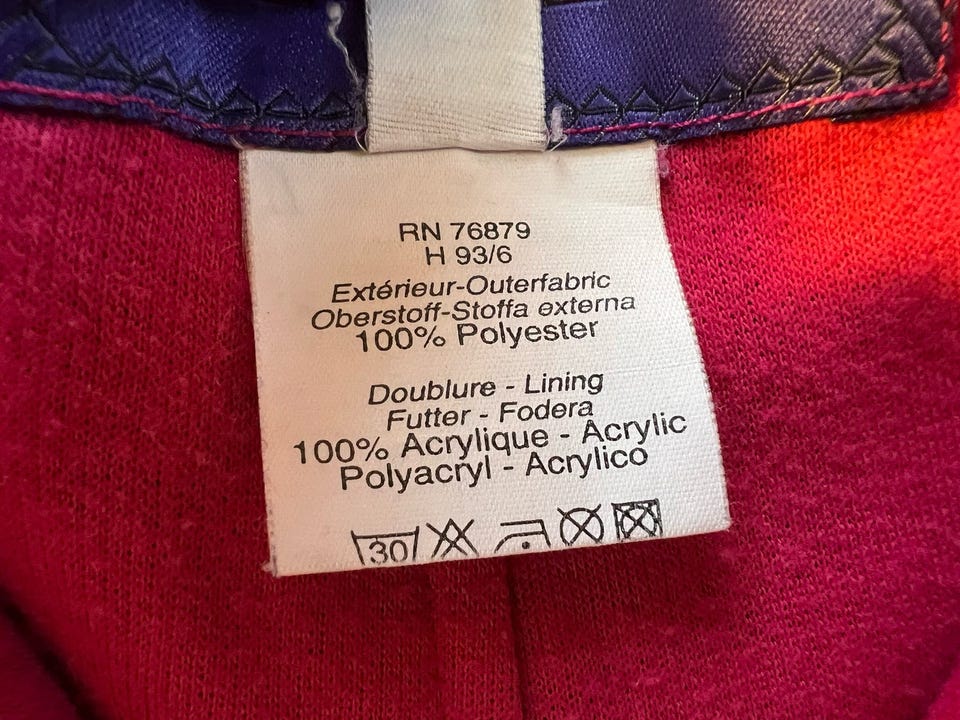 RN 76879
H 93/6
Extérieur-Outerfabric
Oberstoff-Stoffa externa
100% Polyester
Doublure - Lining
Futter - Fodera
100% Acrylique - Acrylic
Polyacryl - Acrylico
30